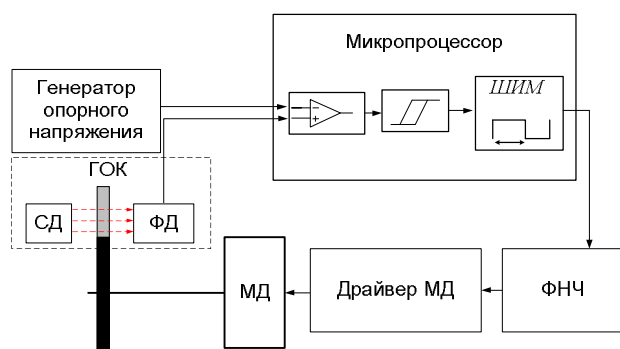 Микропроцессор
Генератор
опорного
напряжения
ШИМ
ГОК
СД
ФД
МД
Драйвер МД
ФНЧ